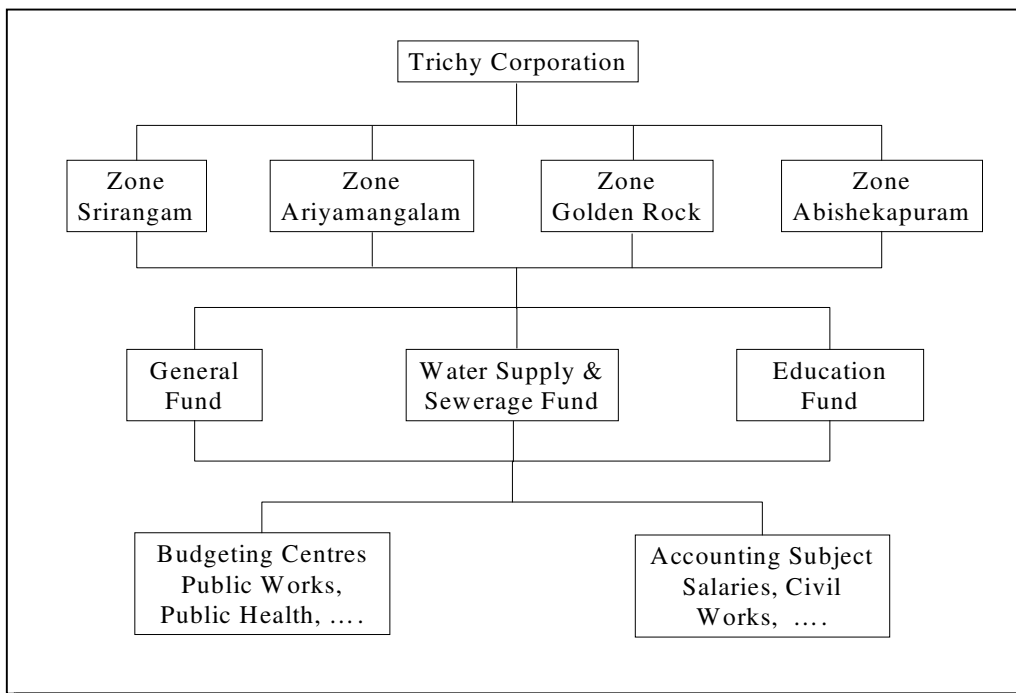 Trichy Corporation
Zone
Srirangam
Zone
Ariyamangalam
Zone
Golden Rock
Zone
Abishekapuram
General
Fund
Water Supply &
Sewerage Fund
Education
Fund
Budgeting Centres
Public Works,
Public Health, ….
Accounting Subject
Salaries, Civil
Works, ….